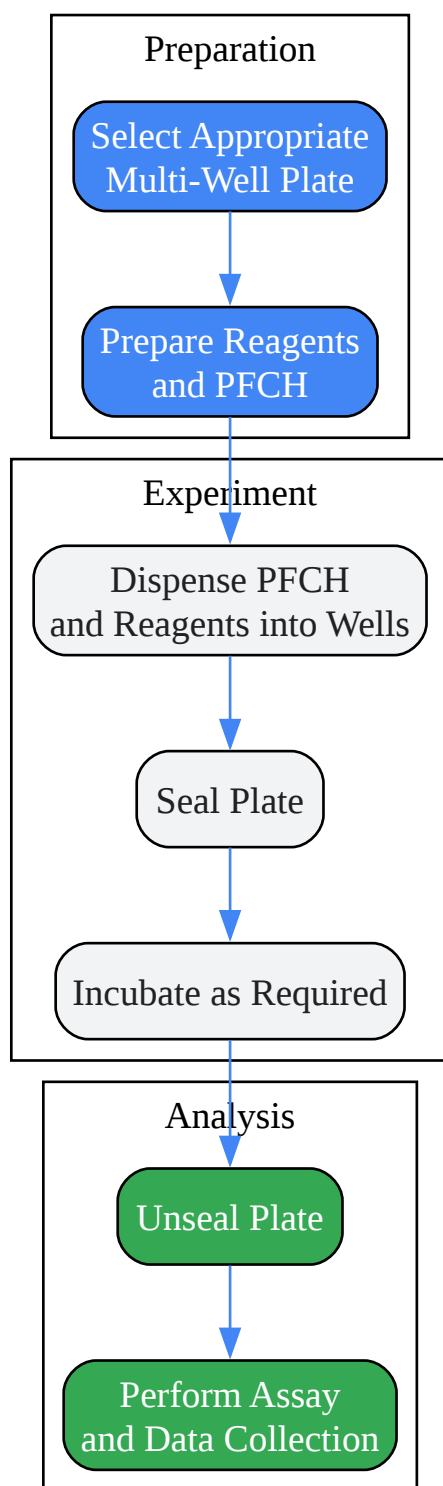 Preparation
Select Appropriate
Multi-Well Plate
Prepare Reagents
and PFCH
Experiment
Dispense PFCH
and Reagents into Wells
Seal Plate
Incubate as Required
Analysis
Unseal Plate
Perform Assay
and Data Collection